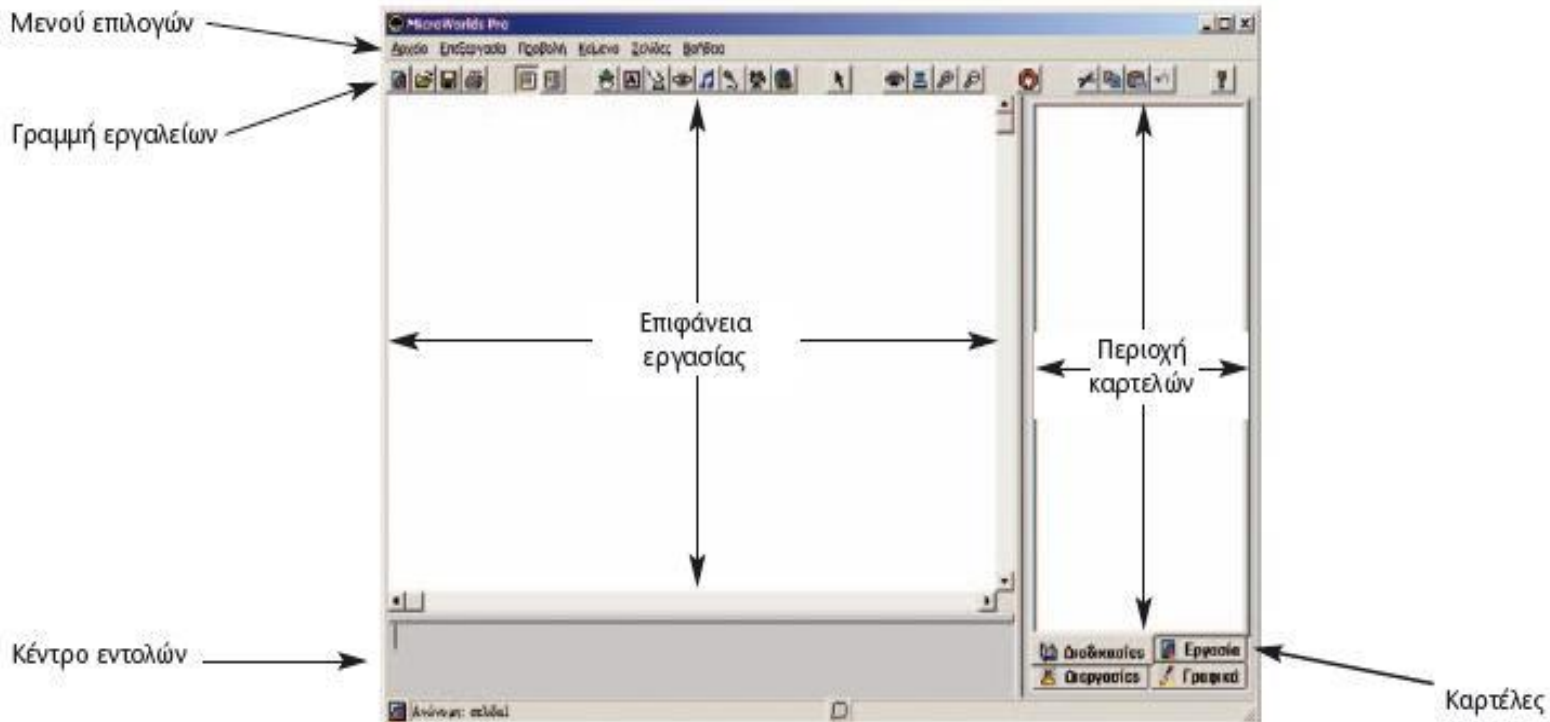 Μενού επιλογών
MicroWorlds Pro
Αρχείο Επεξεργασία Προβολή Κείμενο Σελίδες Βοήθεια
Γραμμή εργαλείων
Επιφάνεια
εργασίας
Περιοχή
καρτελών
Κέντρο εντολών
Διαδικασίες Εργασία
Διεργασίες Γραφικά
Καρτέλες
Ανώνυμη: σελίδα1